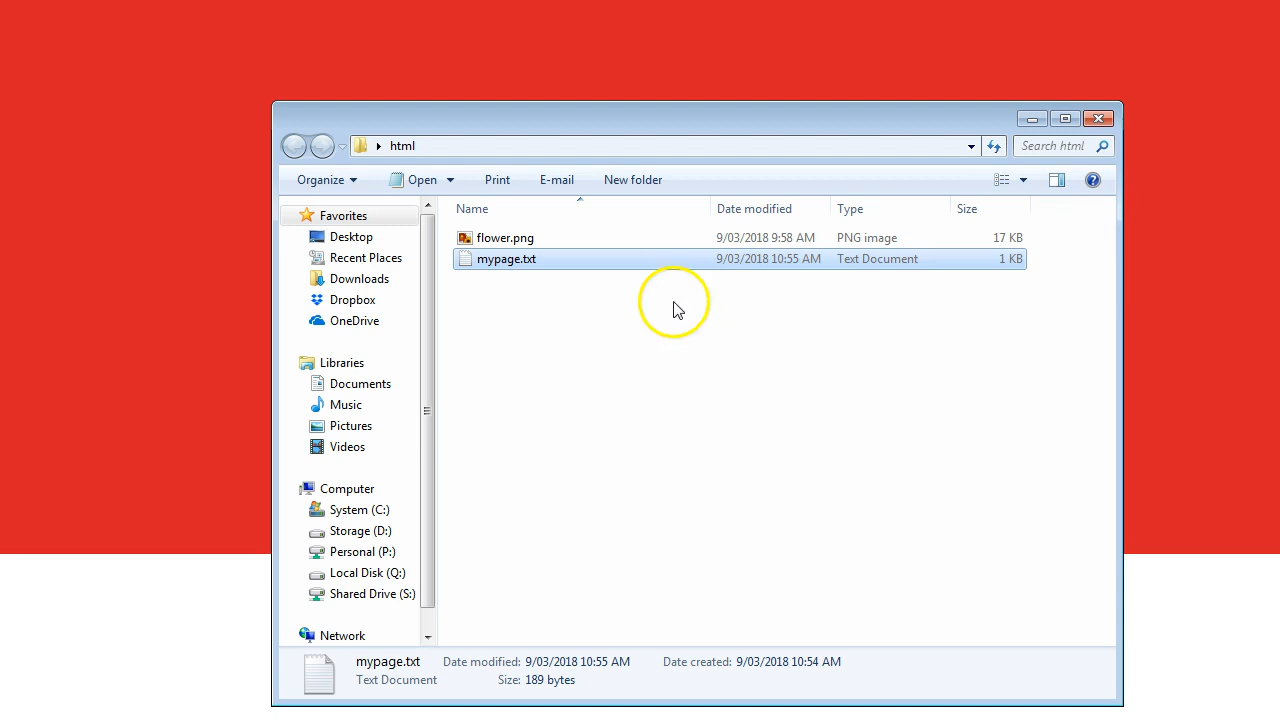 html
Search html
Organize Open Print E-mail New folder
Name Date modified Type Size
flower.png 9/03/2018 9:58 AM PNG image 17 KB
mypage.txt 9/03/2018 10:55 AM Text Document 1 KB
Favorites
Desktop
Recent Places
Downloads
Dropbox
OneDrive
Libraries
Documents
Music
Pictures
Videos
Computer
System (C:)
Storage (D:)
Personal (P:)
Local Disk (Q:)
Shared Drive (S:)
Network
mypage.txt Date modified: 9/03/2018 10:55 AM Date created: 9/03/2018 10:54 AM
Text Document Size: 189 bytes